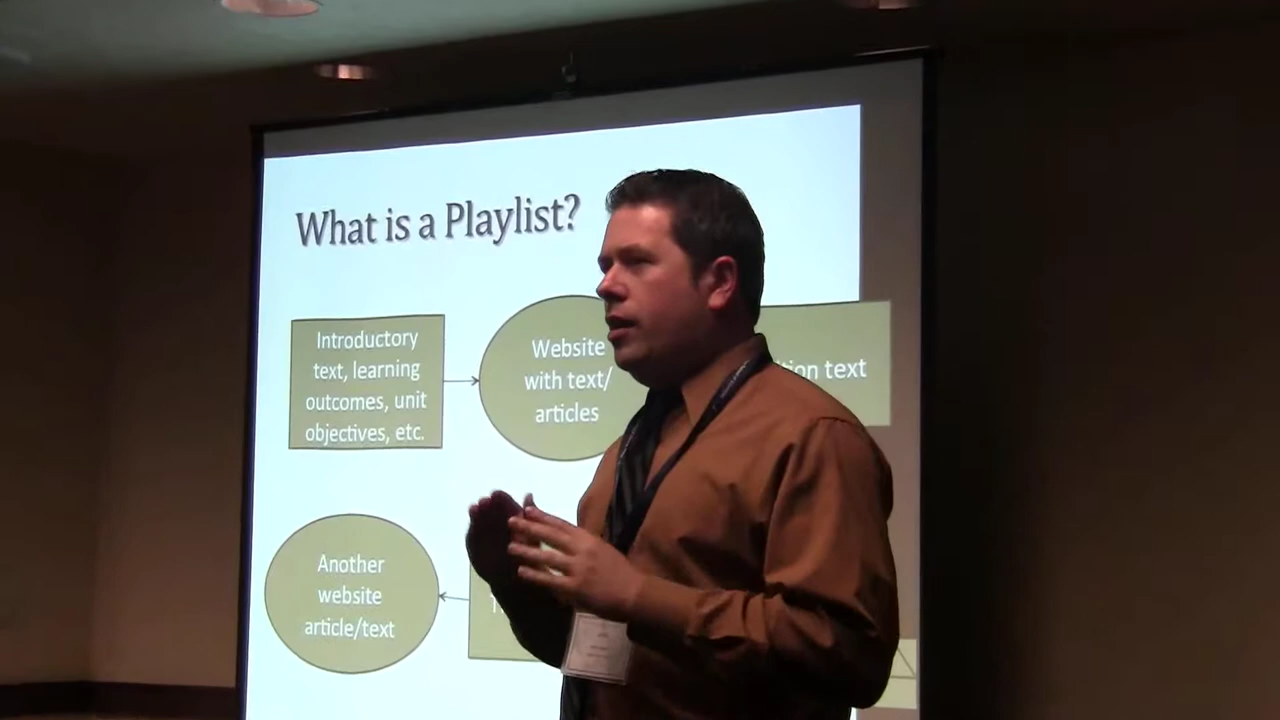 What is a Playlist?
Introductory
text, learning
outcomes, unit
objectives, etc.
Website
with text/
articles
text
Another
website
article/text